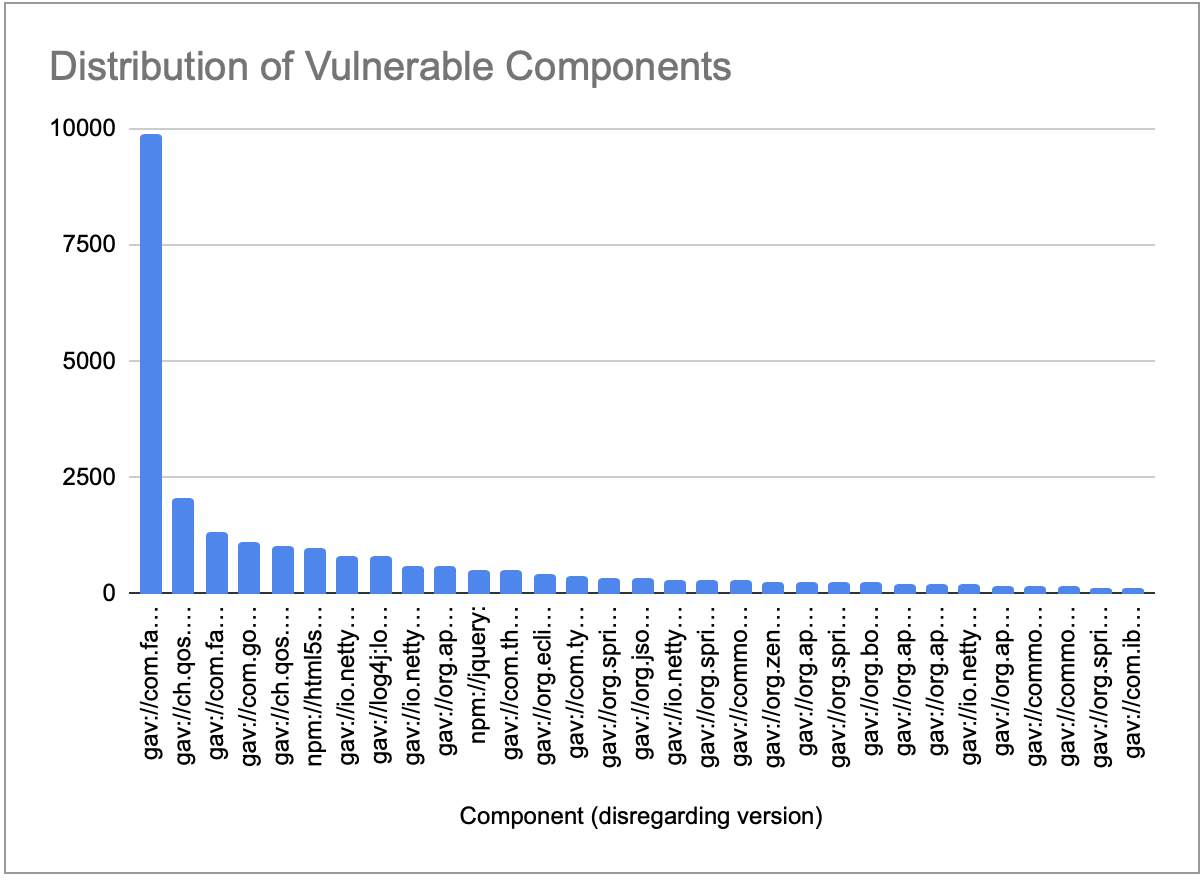 Distribution of Vulnerable Components
10000
7500
5000
2500
0
gav://com.fa…
gav://ch.qos.…
gav://com.fa…
gav://com.go…
gav://ch.qos.…
npm://html5s…
gav://io.netty…
gav://log4j:lo…
gav://io.netty…
gav://org.ap…
npm://jquery:
gav://com.th…
gav://org.ecli…
gav://com.ty…
gav://org.spri…
gav://org.jso…
gav://io.netty…
gav://org.spri…
gav://commo…
gav://org.zen…
gav://org.ap…
gav://org.spri…
gav://org.bo…
gav://org.ap…
gav://org.ap…
gav://io.netty…
gav://org.ap…
gav://commo…
gav://commo…
gav://org.spri…
gav://com.ib…
Component (disregarding version)